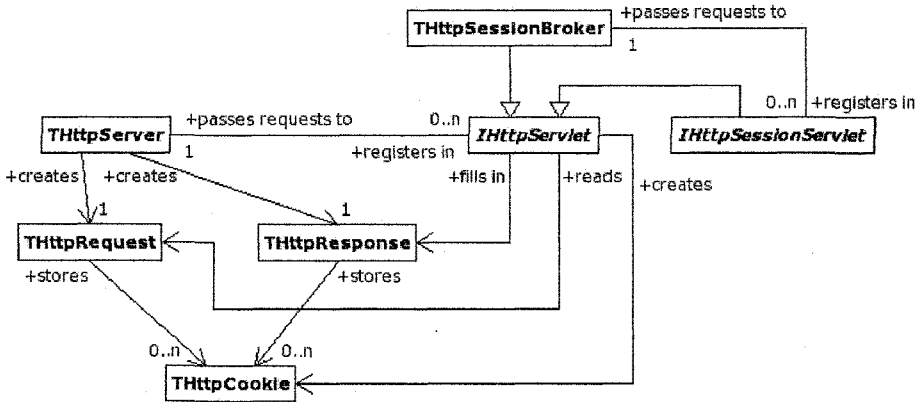 +passes requests to
THttpSessionBroker
1
0..n
+registers in
+passes requests to
0..n
THttpServer
IHttpServlet
IHttpSessionServlet
1
+registers in
+creates
+creates
+fills in
+reads
+creates
1
1
THttpRequest
THttpResponse
+stores
+stores
0..n
0..n
THttpCookie